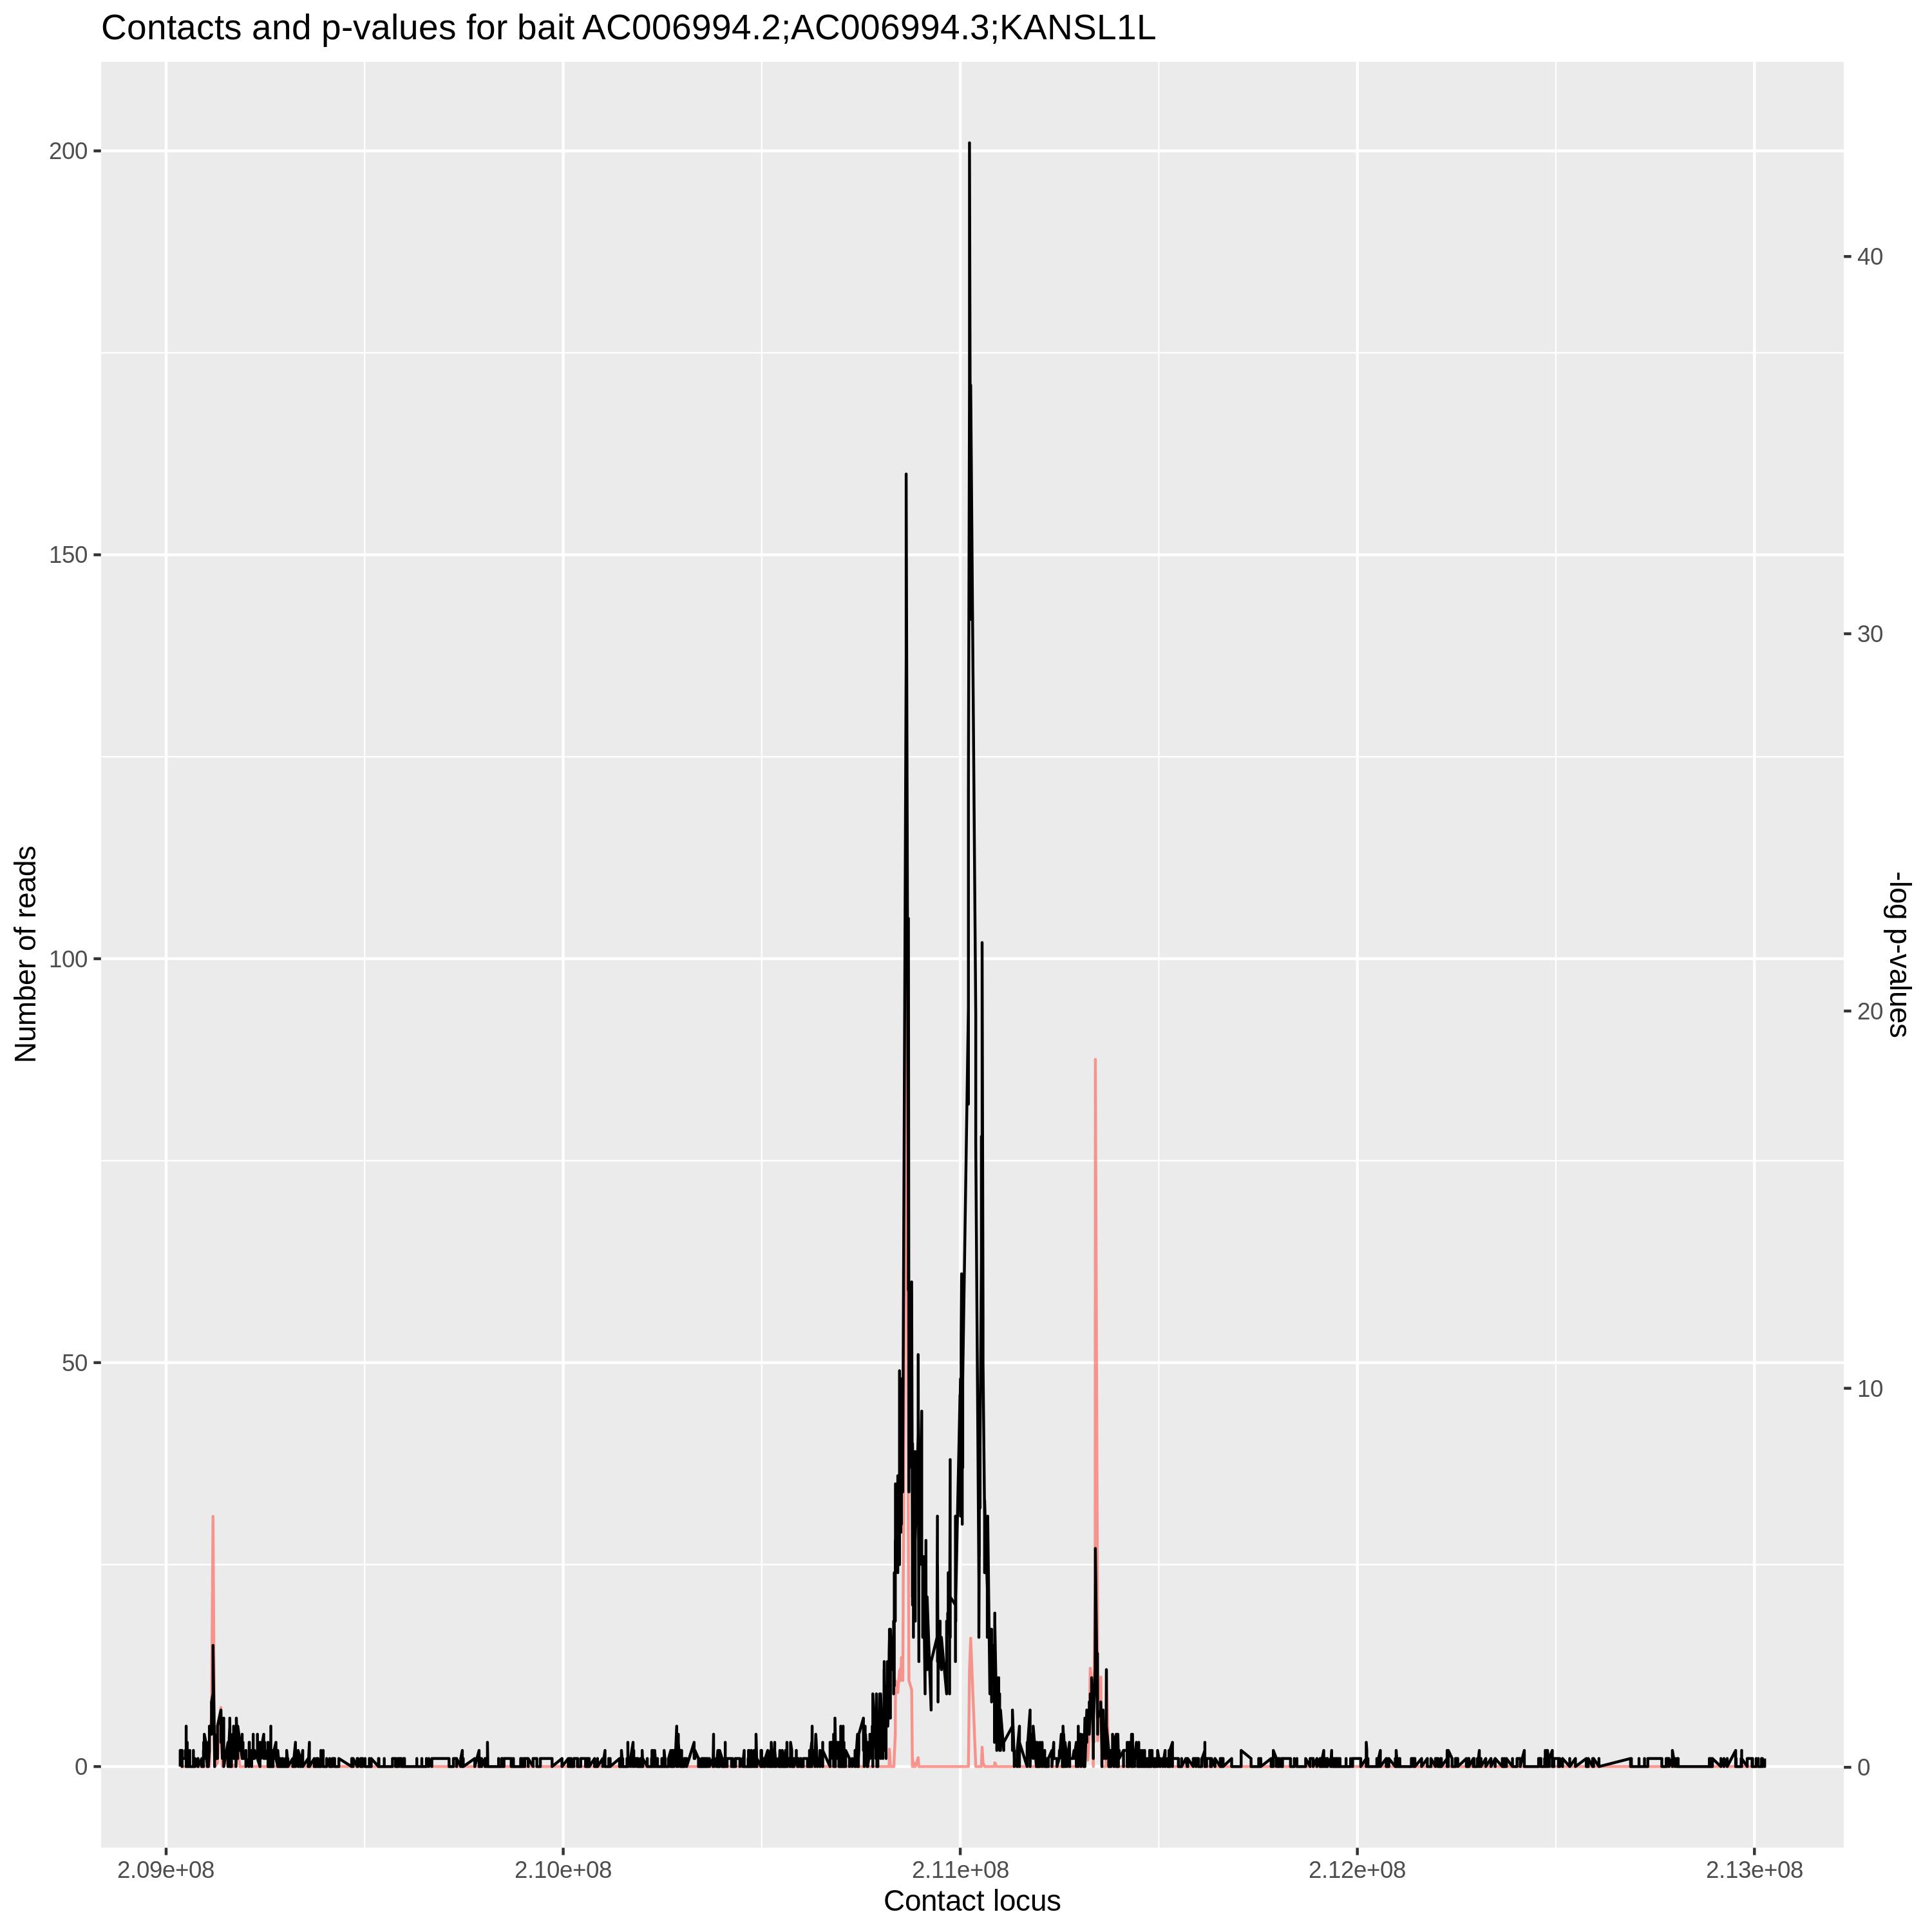 Contacts and p-values for bait AC006994.2;AC006994.3;KANSL1L
200
150
100
50
0
Number of reads
40
30
20
10
0
-log p-values
2.09e+08
2.10e+08
2.11e+08
2.12e+08
2.13e+08
Contact locus